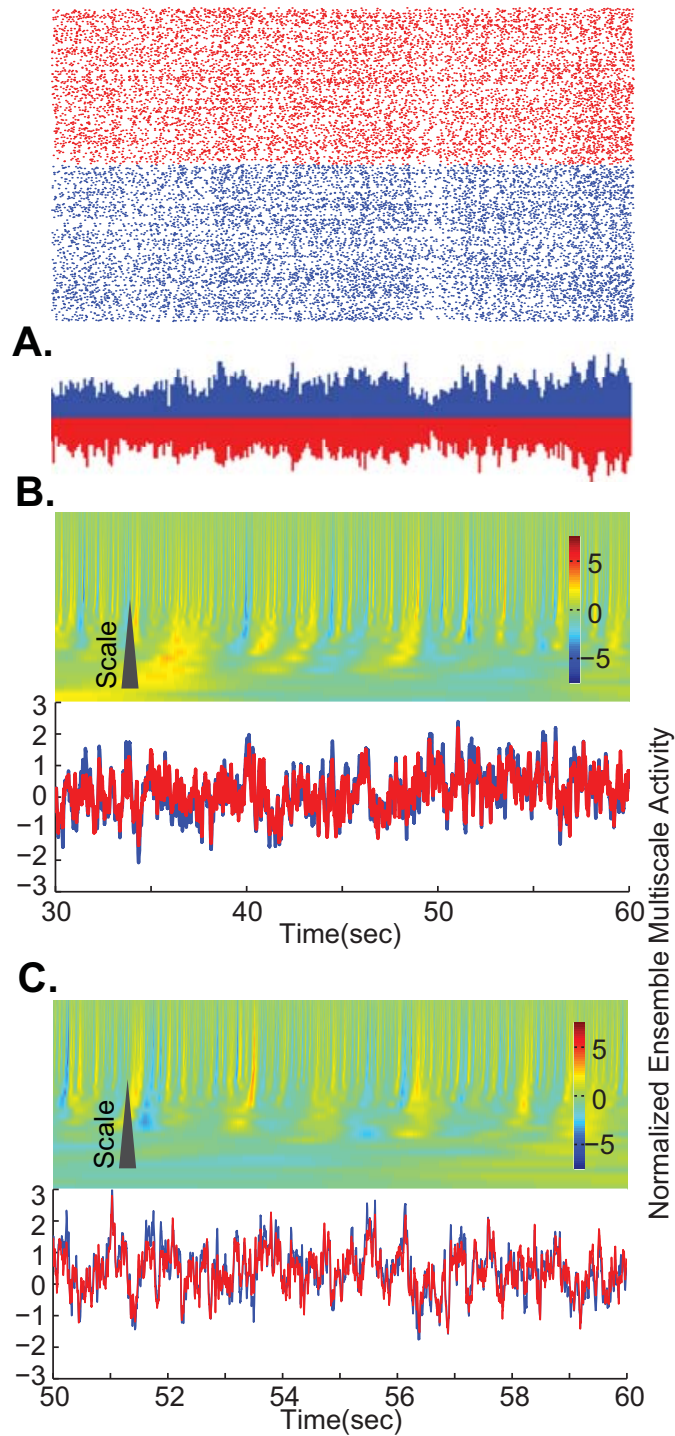 A.
B.
5
0
−5
Scale
3
2
1
0
−1
−2
−3
30 40 50 60
Time(sec)
C.
5
0
−5
Scale
3
2
1
0
−1
−2
−3
50 52 54 56 58 60
Time(sec)
Normalized Ensemble Multiscale Activity